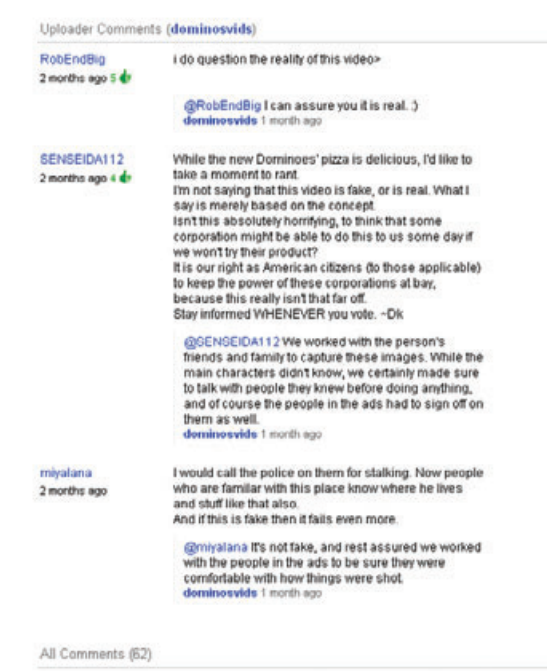 Uploader Comments (dominosvids)
RobEndBig
2 months ago 5
i do question the reality of this video>
@RobEndBig I can assure you it is real. :)
dominosvids 1 month ago
SENSEIDA112
2 months ago 4
While the new Dominoes' pizza is delicious, I'd like to
take a moment to rant.
I'm not saying that this video is fake, or is real. What I
say is merely based on the concept.
Isn't this absolutely horrifying, to think that some
corporation might be able to do this to us some day if
we won't try their product?
It is our right as American citizens (to those applicable)
to keep the power of these corporations at bay,
because this really isn't that far off.
Stay informed WHENEVER you vote. ~Dk
@SENSEIDA112 We worked with the person's
friends and family to capture these images. While the
main characters didn't know, we certainly made sure
to talk with people they knew before doing anything,
and of course the people in the ads had to sign off on
them as well.
dominosvids 1 month ago
miyalana
2 months ago
I would call the police on them for stalking. Now people
who are familar with this place know where he lives
and stuff like that also.
And if this is fake then it fails even more.
@miyalana It's not fake, and rest assured we worked
with the people in the ads to be sure they were
comfortable with how things were shot.
dominosvids 1 month ago
All Comments (62)